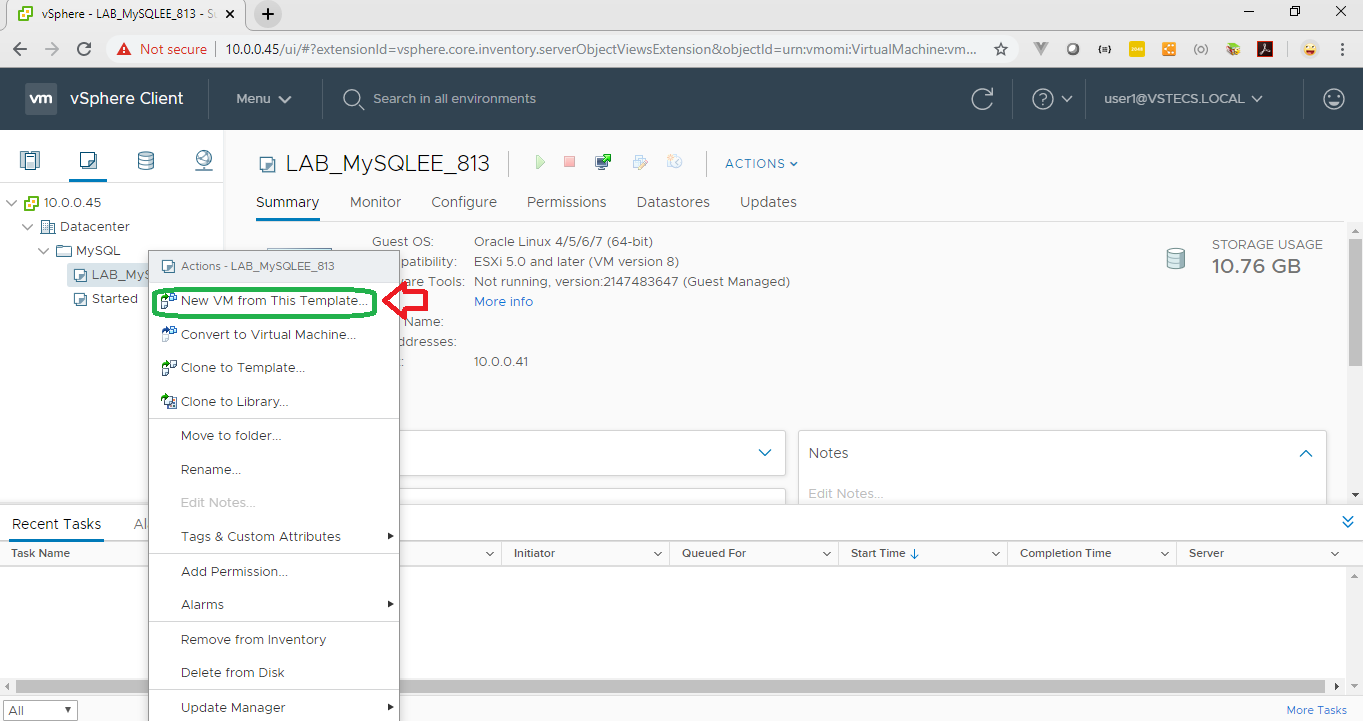 vSphere - LAB_MySQLEE_813 - S
Not secure
10.0.0.45/ui/#?extensionId=vsphere.core.inventory.serverObjectViewsExtension&objectId=urn:vmomi:VirtualMachine:vm...
vm vSphere Client
Menu
Search in all environments
user1@VSTECS.LOCAL
LAB_MySQLEE_813
ACTIONS
Summary Monitor Configure Permissions Datastores Updates
10.0.0.45
Datacenter
MySQL
LAB_MyS
Started
Guest OS: Oracle Linux 4/5/6/7 (64-bit)
patibility: ESXi 5.0 and later (VM version 8)
ware Tools: Not running, version:2147483647 (Guest Managed)
More info
Name:
ddresses:
10.0.0.41
STORAGE USAGE
10.76 GB
Actions - LAB_MySQLEE_813
New VM from This Template...
Convert to Virtual Machine...
Clone to Template...
Clone to Library...
Move to folder...
Rename...
Edit Notes...
Tags & Custom Attributes
Add Permission...
Alarms
Remove from Inventory
Delete from Disk
Update Manager
Notes
Edit Notes...
Recent Tasks Al
Task Name Initiator Queued For Start Time Completion Time Server
All
More Tasks